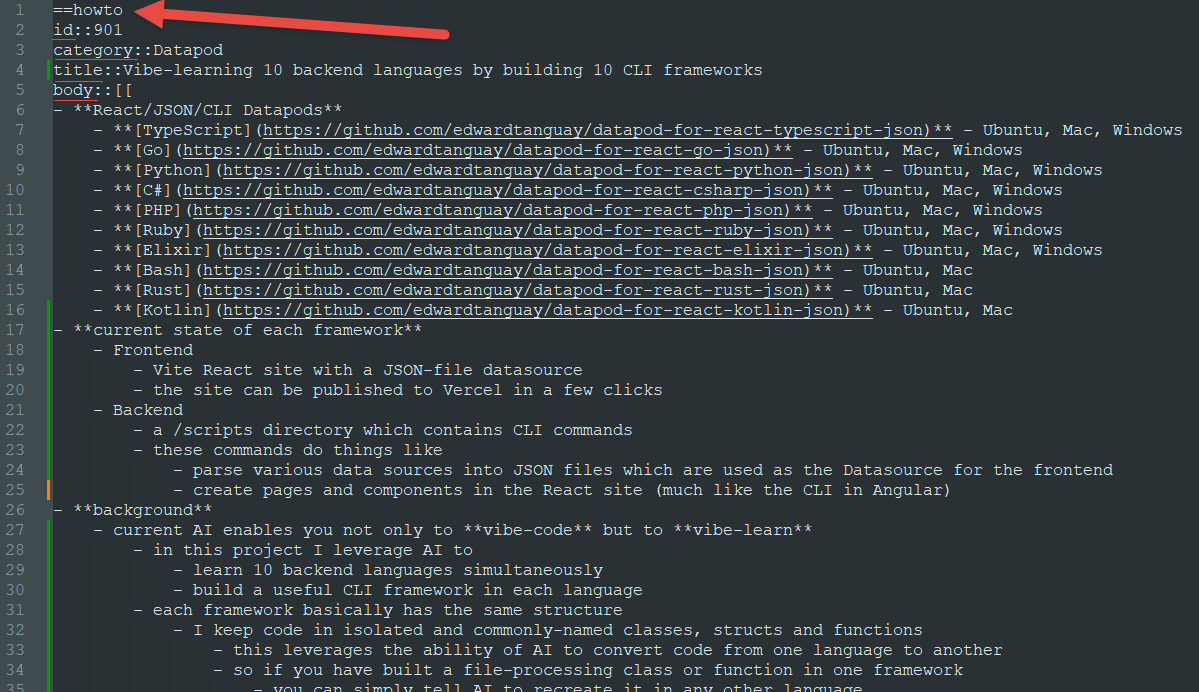 1 ==howto
2 id::901
3 category::Datapod
4 title::Vibe-learning 10 backend languages by building 10 CLI frameworks
5 body::[[
6 - **React/JSON/CLI Datapods**
7 - **[TypeScript](https://github.com/edwardtanguay/datapod-for-react-typescript-json)** - Ubuntu, Mac, Windows
8 - **[Go](https://github.com/edwardtanguay/datapod-for-react-go-json)** - Ubuntu, Mac, Windows
9 - **[Python](https://github.com/edwardtanguay/datapod-for-react-python-json)** - Ubuntu, Mac, Windows
10 - **[C#](https://github.com/edwardtanguay/datapod-for-react-csharp-json)** - Ubuntu, Mac, Windows
11 - **[PHP](https://github.com/edwardtanguay/datapod-for-react-php-json)** - Ubuntu, Mac, Windows
12 - **[Ruby](https://github.com/edwardtanguay/datapod-for-react-ruby-json)** - Ubuntu, Mac, Windows
13 - **[Elixir](https://github.com/edwardtanguay/datapod-for-react-elixir-json)** - Ubuntu, Mac, Windows
14 - **[Bash](https://github.com/edwardtanguay/datapod-for-react-bash-json)** - Ubuntu, Mac
15 - **[Rust](https://github.com/edwardtanguay/datapod-for-react-rust-json)** - Ubuntu, Mac
16 - **[Kotlin](https://github.com/edwardtanguay/datapod-for-react-kotlin-json)** - Ubuntu, Mac
17 - **current state of each framework**
18 - Frontend
19 - Vite React site with a JSON-file datasource
20 - the site can be published to Vercel in a few clicks
21 - Backend
22 - a /scripts directory which contains CLI commands
23 - these commands do things like
24 - parse various data sources into JSON files which are used as the Datasource for the frontend
25 - create pages and components in the React site (much like the CLI in Angular)
26 - **background**
27 - current AI enables you not only to **vibe-code** but to **vibe-learn**
28 - in this project I leverage AI to
29 - learn 10 backend languages simultaneously
30 - build a useful CLI framework in each language
31 - each framework basically has the same structure
32 - I keep code in isolated and commonly-named classes, structs and functions
33 - this leverages the ability of AI to convert code from one language to another
34 - so if you have built a file-processing class or function in one framework
35 - you can simply tell AI to recreate it in any other language